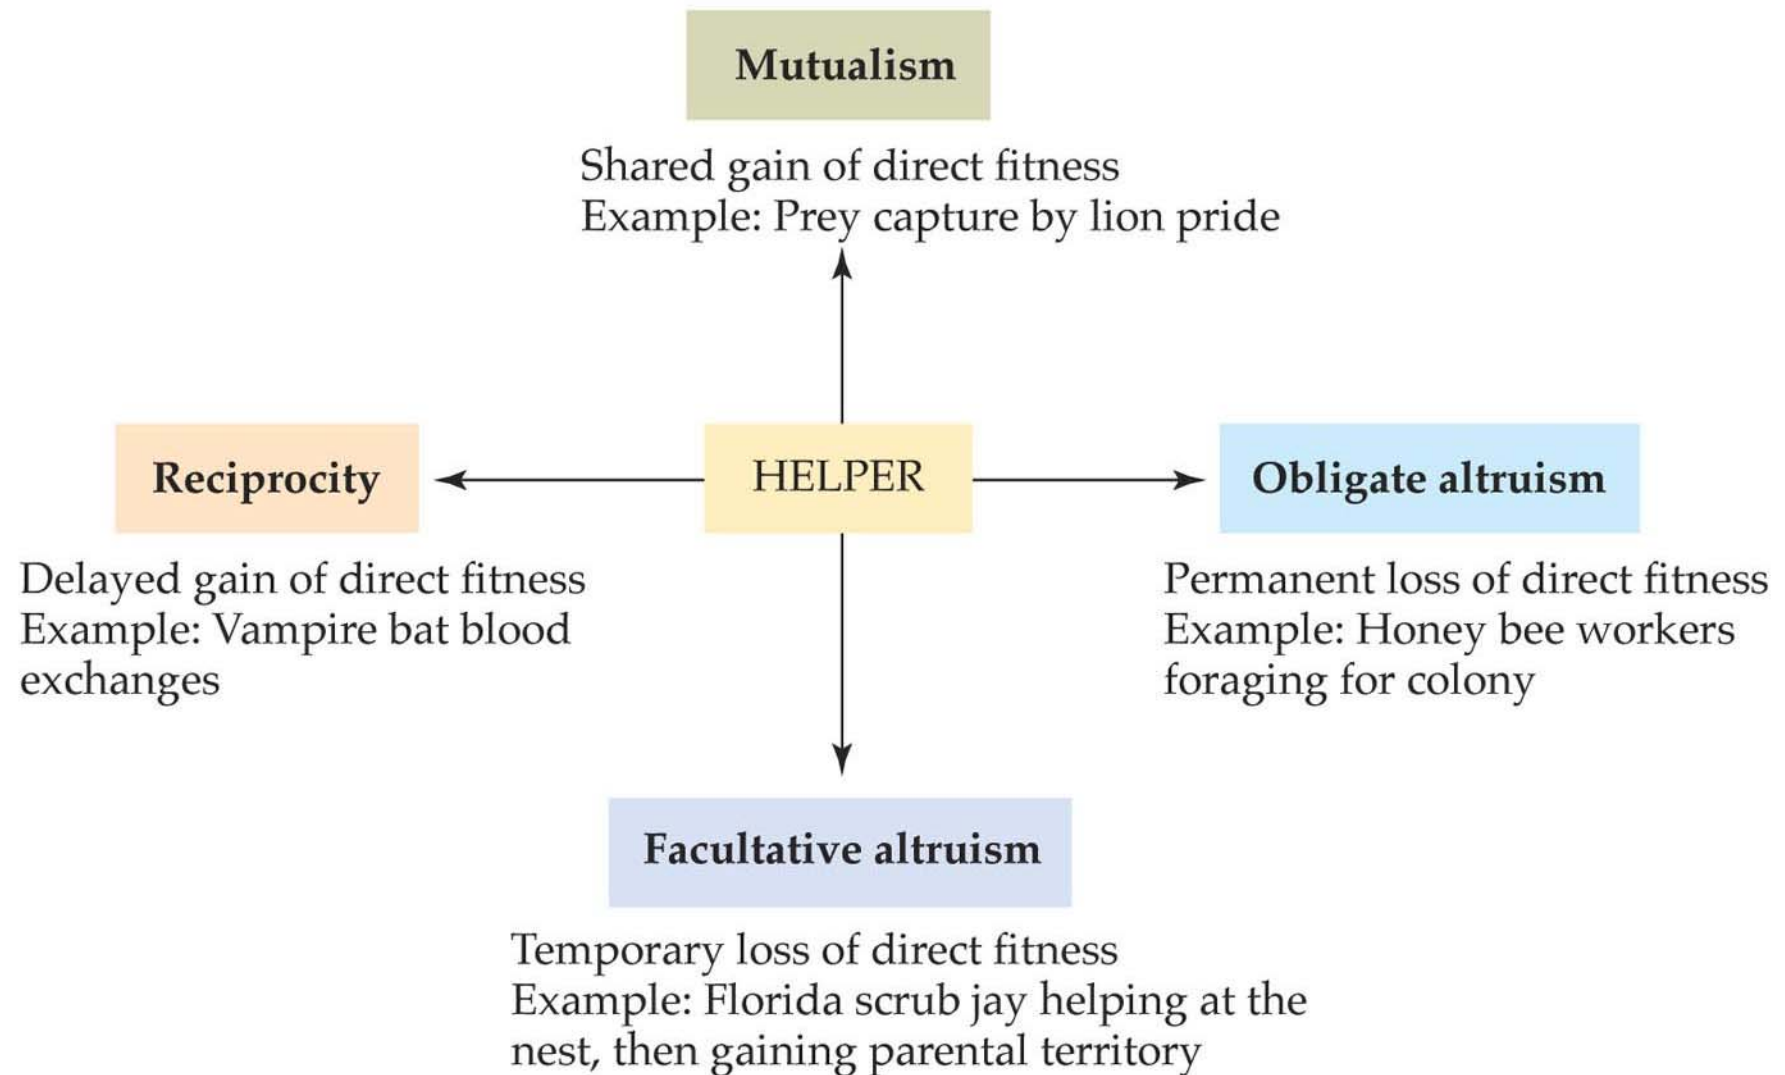 Mutualism
Shared gain of direct fitness
Example: Prey capture by lion pride
Reciprocity
Delayed gain of direct fitness
Example: Vampire bat blood
exchanges
HELPER
Obligate altruism
Permanent loss of direct fitness
Example: Honey bee workers
foraging for colony
Facultative altruism
Temporary loss of direct fitness
Example: Florida scrub jay helping at the
nest, then gaining parental territory